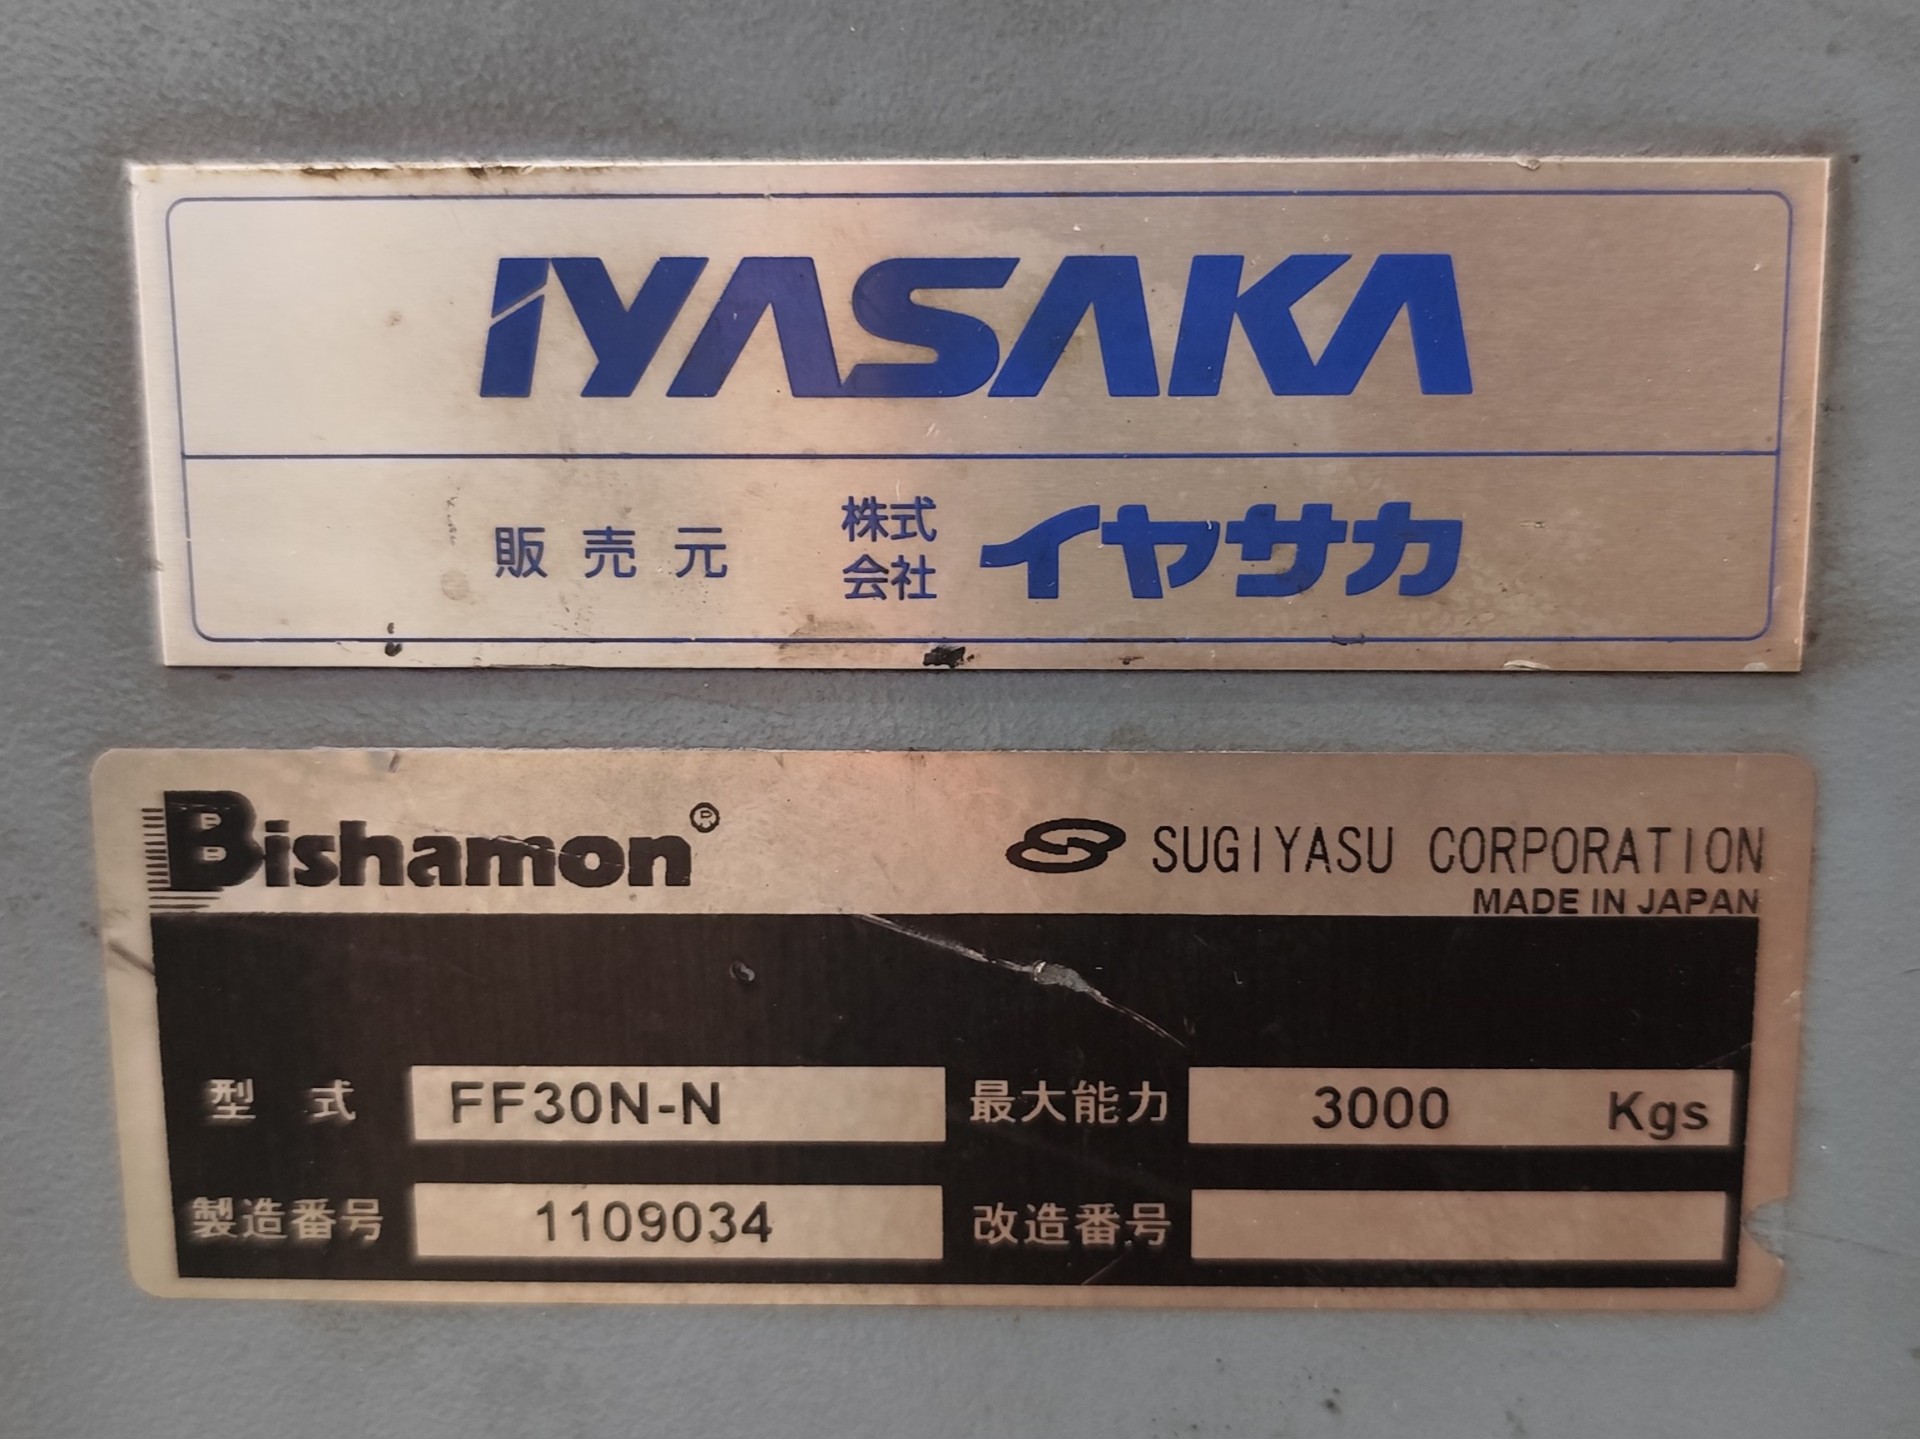 IYASAKA
販売元 株式会社 イヤサカ
Bishamon® SUGIYASU CORPORATION
MADE IN JAPAN
型式 FF30N-N 最大能力 3000 Kgs
製造番号 1109034 改造番号